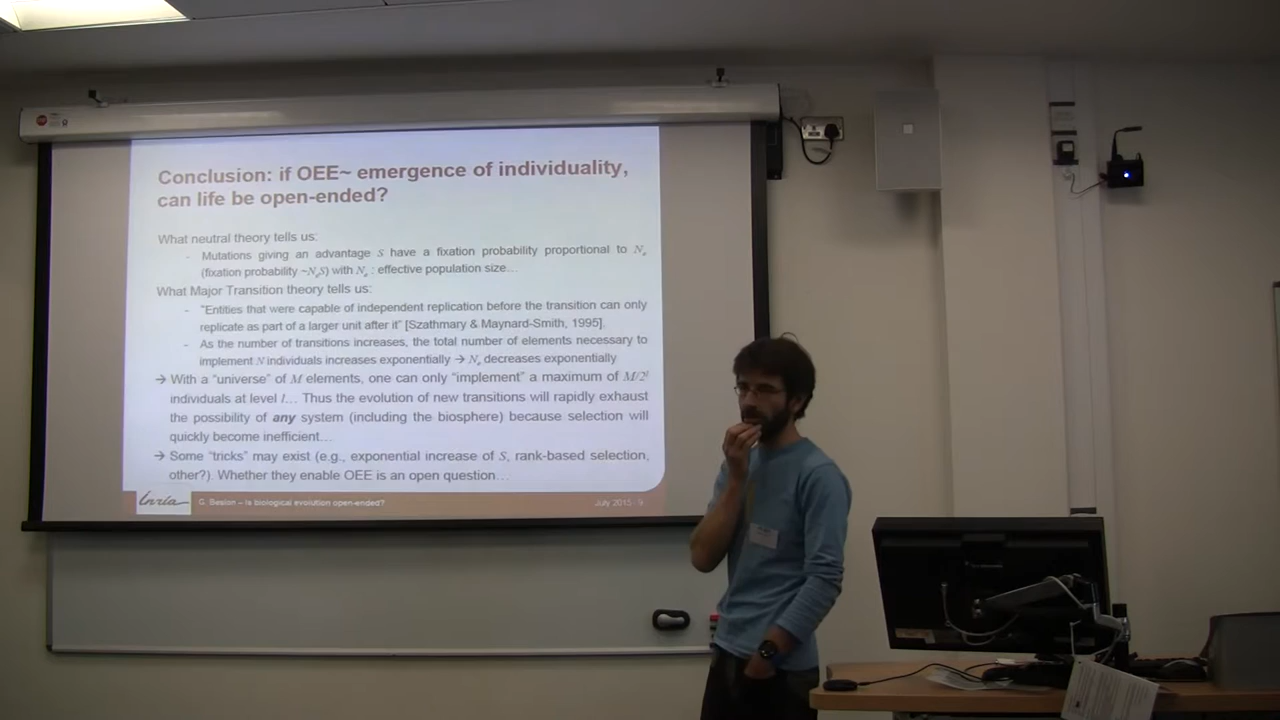 Conclusion: if OEE~ emergence of individuality,
can life be open-ended?
What neutral theory tells us:
- Mutations giving an advantage S have a fixation probability proportional to Nₑ
(fixation probability ~NₑS) with Nₑ : effective population size…
What Major Transition theory tells us:
- "Entities that were capable of independent replication before the transition can only
replicate as part of a larger unit after it" [Szathmary & Maynard-Smith, 1995].
- As the number of transitions increases, the total number of elements necessary to
implement N individuals increases exponentially → Nₑ decreases exponentially
→ With a "universe" of M elements, one can only "implement" a maximum of M/2ˡ
individuals at level l… Thus the evolution of new transitions will rapidly exhaust
the possibility of any system (including the biosphere) because selection will
quickly become inefficient…
→ Some "tricks" may exist (e.g., exponential increase of S, rank-based selection,
other?). Whether they enable OEE is an open question…
Inria G. Beslon – Is biological evolution open-ended? July 2015 - 9